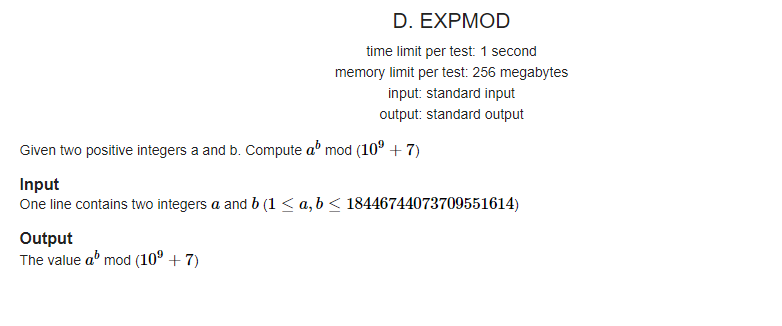 D. EXPMOD
time limit per test: 1 second
memory limit per test: 256 megabytes
input: standard input
output: standard output
Given two positive integers a and b. Compute a^b mod (10^9 + 7)
Input
One line contains two integers a and b (1 ≤ a, b ≤ 18446744073709551614)
Output
The value a^b mod (10^9 + 7)